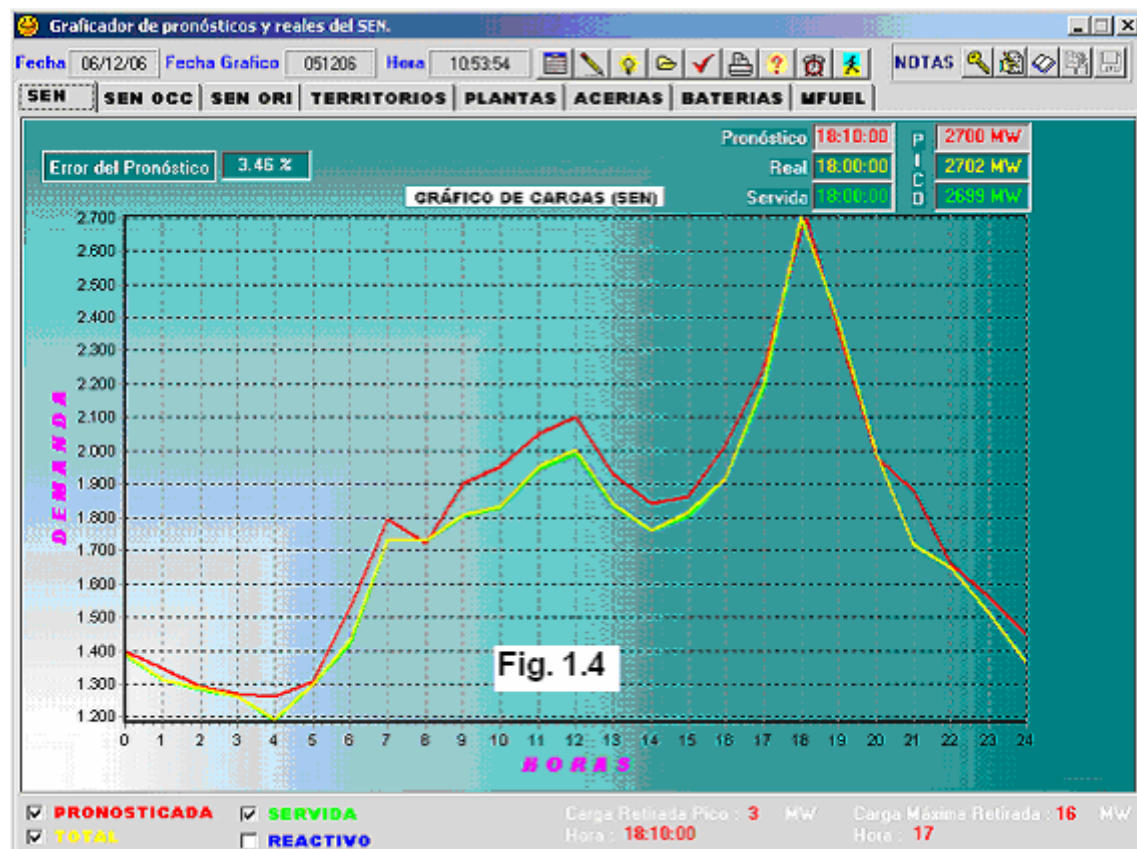 Graficador de pronósticos y reales del SEN.
Fecha 06/12/06 Fecha Grafico 051206 Hora 10:53:54 NOTAS
SEN SEN OCC SEN ORI TERRITORIOS PLANTAS ACERIAS BATERIAS MFUEL
Error del Pronóstico 3.46 %
Pronóstico 18:10:00 2700 MW
Real 18:00:00 2702 MW
Servida 18:00:00 2699 MW
PICO
GRÁFICO DE CARGAS (SEN)
2.700
2.600
2.500
2.400
2.300
2.200
2.100
2.000
1.900
1.800
1.700
1.600
1.500
1.400
1.300
1.200
DEMANDA
Fig. 1.4
0 1 2 3 4 5 6 7 8 9 10 11 12 13 14 15 16 17 18 19 20 21 22 23 24
HORAS
PRONOSTICADA SERVIDA Carga Retirada Pico : 3 MW Carga Máxima Retirada : 16 MW
TOTAL REACTIVO Hora : 18:10:00 Hora : 17